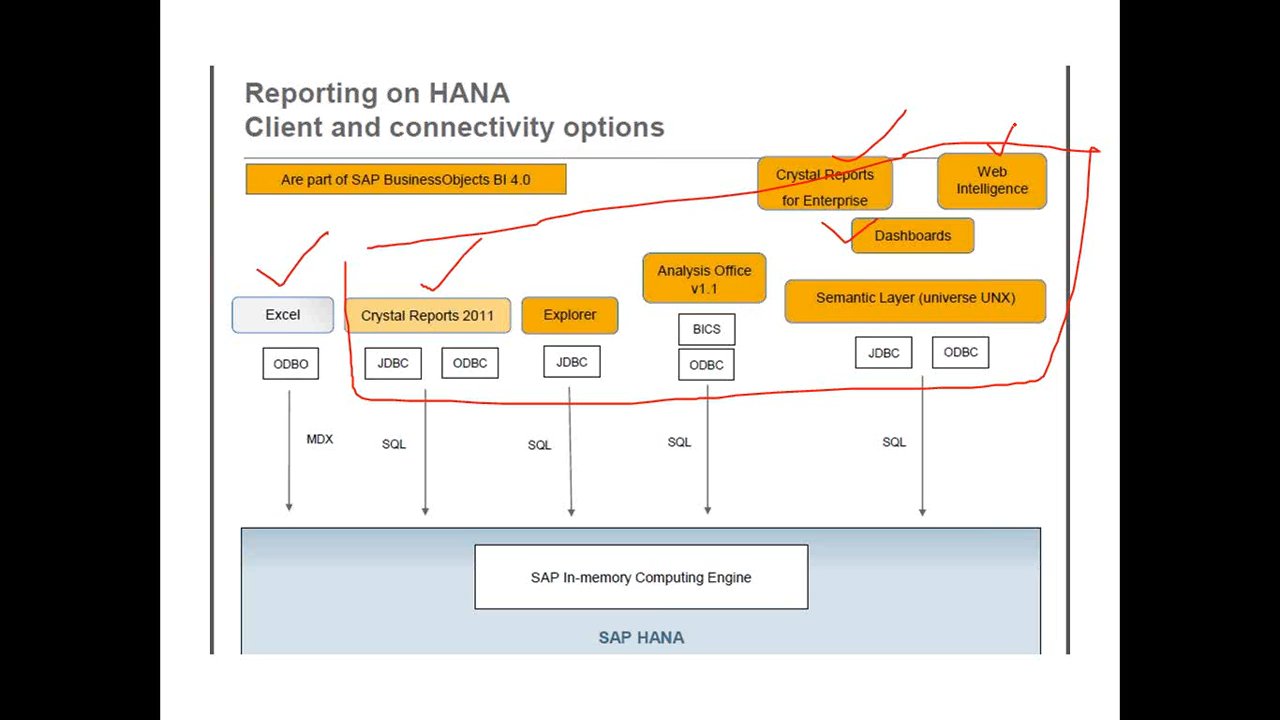 Reporting on HANA
Client and connectivity options
Are part of SAP BusinessObjects BI 4.0
Crystal Reports
for Enterprise
Web
Intelligence
Dashboards
Analysis Office
v1.1
Semantic Layer (universe UNX)
Excel
Crystal Reports 2011
Explorer
BICS
ODBO
JDBC
ODBC
JDBC
ODBC
JDBC
ODBC
MDX
SQL
SQL
SQL
SQL
SAP In-memory Computing Engine
SAP HANA